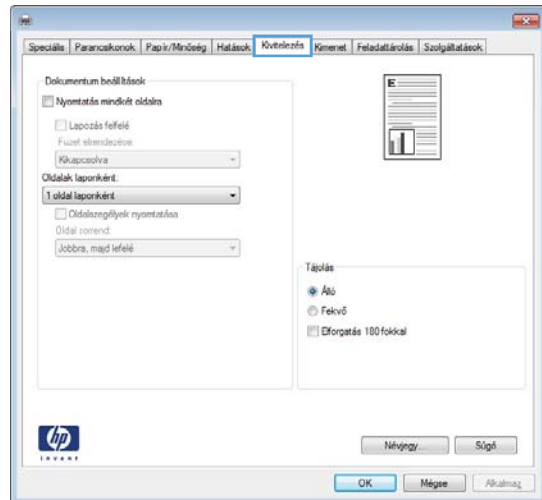 Speciális Parancsikonok Papír/Minőség Hatások Kivitelezés Kimenet Feladattárolás Szolgáltatások
Dokumentum beállítások
Nyomtatás mindkét oldalra
Lapozás felfelé
Füzet elrendezése:
Kikapcsolva
Oldalak laponként:
1 oldal laponként
Oldalszegélyek nyomtatása
Oldal sorrend:
Jobbra, majd lefelé
E
Tájolás
Álló
Fekvő
Elforgatás 180 fokkal
hp
invent
Névjegy... Súgó
OK Mégse Alkalmaz